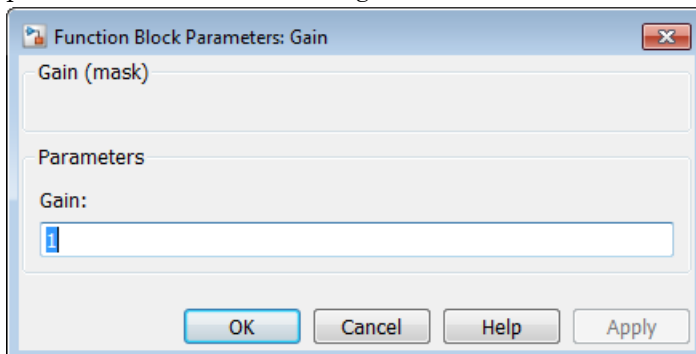 Function Block Parameters: Gain
Gain (mask)
Parameters
Gain:
1
OK Cancel Help Apply